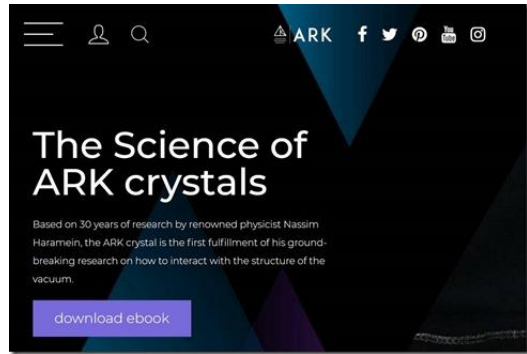 ARK
You
Tube
The Science of
ARK crystals
Based on 30 years of research by renowned physicist Nassim
Haramein, the ARK crystal is the first fulfillment of his ground-
breaking research on how to interact with the structure of the
vacuum.
download ebook